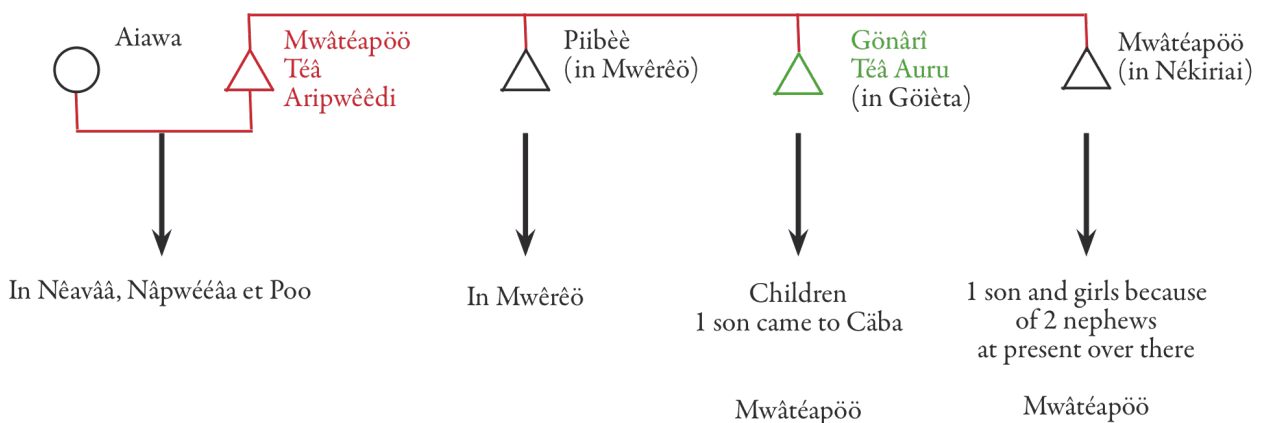 Aiawa
Mwâtéapöö
Téâ
Aripwêêdi
Piibèè
(in Mwêrêö)
Gönârî
Téâ Auru
(in Göièta)
Mwâtéapöö
(in Nékiriai)
In Nêavââ, Nâpwééâa et Poo
In Mwêrêö
Children
1 son came to Cäba
Mwâtéapöö
1 son and girls because
of 2 nephews
at present over there
Mwâtéapöö